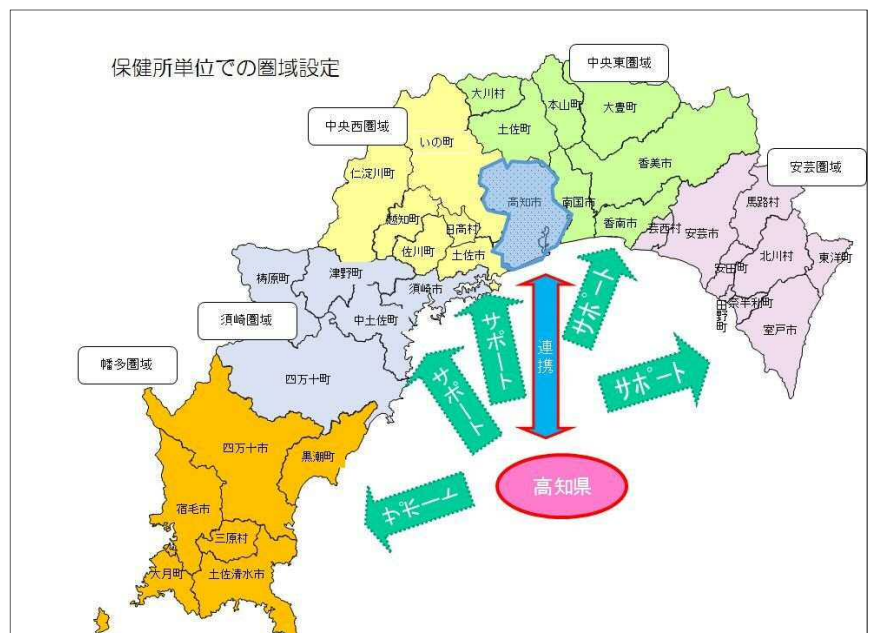 保健所単位での圏域設定
中央東圏域
大川村
本山町
大豊町
土佐町
中央西圏域
いの町
香美市
安芸圏域
仁淀川町
高知市
南国市
馬路村
越知町
日高村
香南市
芸西村
安芸市
佐川町
土佐市
北川村
東洋町
梼原町
津野町
安田町
須崎市
奈半利町
田野町
須崎圏域
中土佐町
室戸市
サポート
サポート
サポート
サポート
サポート
連携
幡多圏域
四万十町
四万十市
黒潮町
高知県
宿毛市
三原村
大月町
土佐清水市